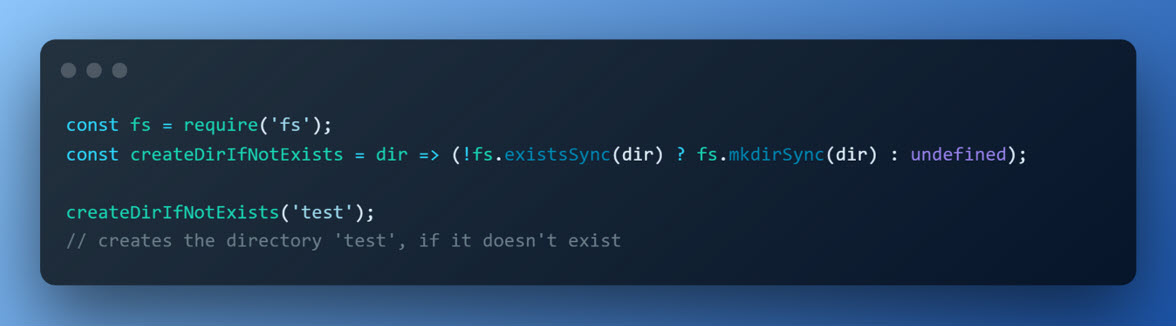 const fs = require('fs');
const createDirIfNotExists = dir => (!fs.existsSync(dir) ? fs.mkdirSync(dir) : undefined);
createDirIfNotExists('test');
// creates the directory 'test', if it doesn't exist